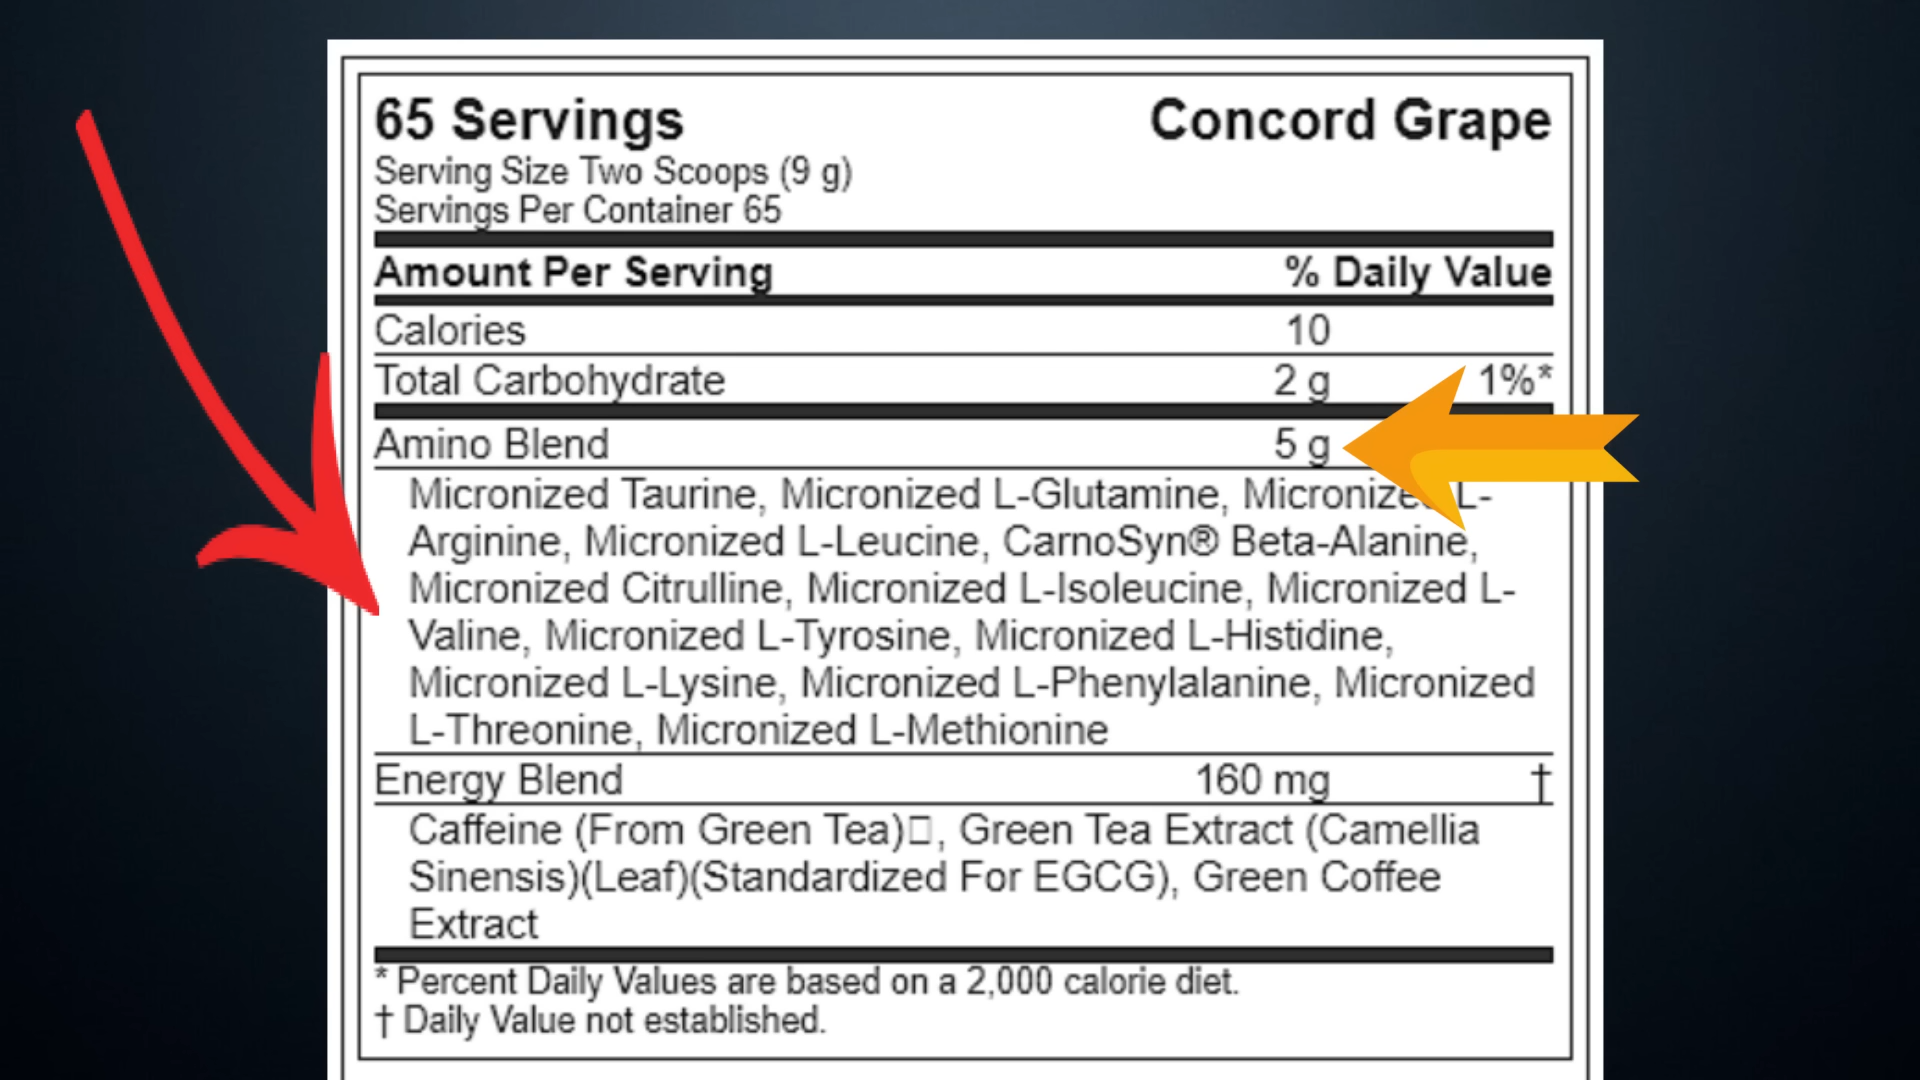 65 Servings Concord Grape
Serving Size Two Scoops (9 g)
Servings Per Container 65
Amount Per Serving % Daily Value
Calories 10
Total Carbohydrate 2 g 1%*
Amino Blend 5 g
Micronized Taurine, Micronized L-Glutamine, Micronized L-
Arginine, Micronized L-Leucine, CarnoSyn® Beta-Alanine,
Micronized Citrulline, Micronized L-Isoleucine, Micronized L-
Valine, Micronized L-Tyrosine, Micronized L-Histidine,
Micronized L-Lysine, Micronized L-Phenylalanine, Micronized
L-Threonine, Micronized L-Methionine
Energy Blend 160 mg †
Caffeine (From Green Tea)□, Green Tea Extract (Camellia
Sinensis)(Leaf)(Standardized For EGCG), Green Coffee
Extract
* Percent Daily Values are based on a 2,000 calorie diet.
† Daily Value not established.